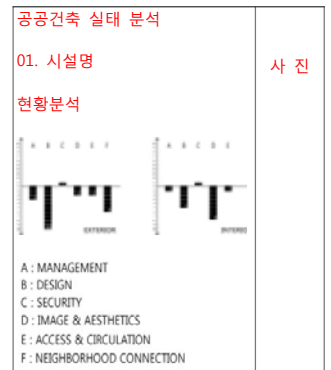 공공건축 실태 분석
01. 시설명
사 진
현황분석
A B C D E F
A B C D E
EXTERIOR
A : MANAGEMENT
B : DESIGN
C : SECURITY
D : IMAGE & AESTHETICS
E : ACCESS & CIRCULATION
F : NEIGHBORHOOD CONNECTION